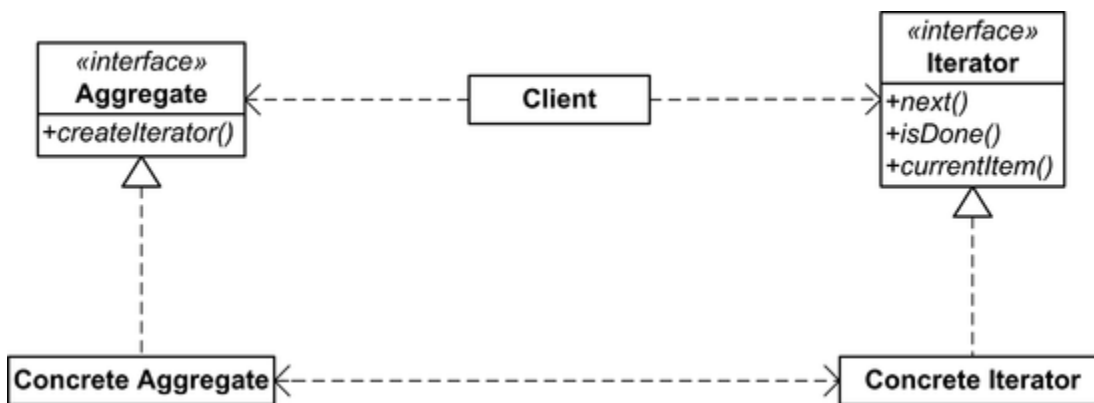 «interface»
Aggregate
+createIterator()
Client
«interface»
Iterator
+next()
+isDone()
+currentItem()
Concrete Aggregate
Concrete Iterator